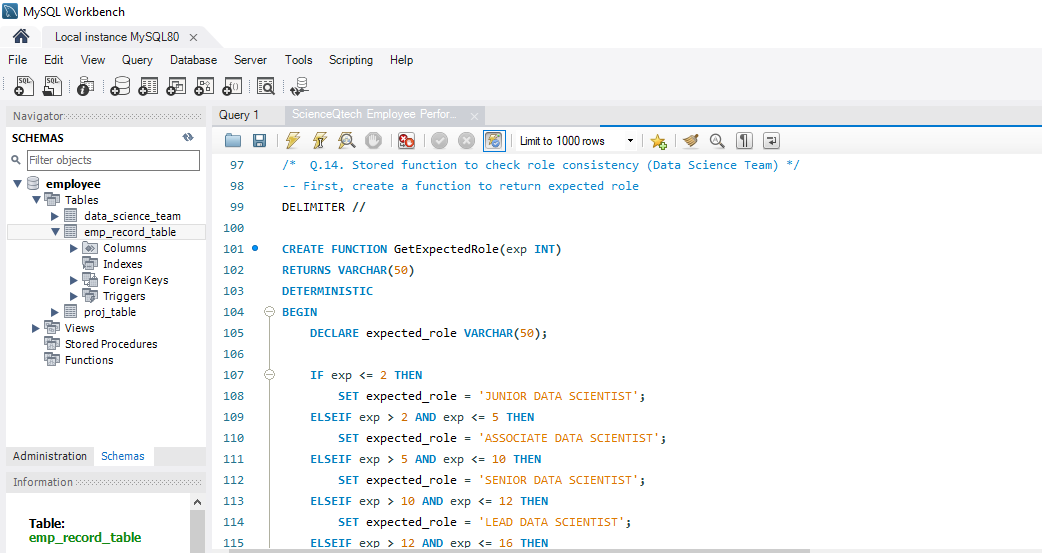 MySQL Workbench
Local instance MySQL80
File Edit View Query Database Server Tools Scripting Help
Navigator
SCHEMAS
Filter objects
employee
Tables
data_science_team
emp_record_table
Columns
Indexes
Foreign Keys
Triggers
proj_table
Views
Stored Procedures
Functions
Administration Schemas
Information
Table:
emp_record_table
Query 1 ScienceQtech Employee Perfor...
Limit to 1000 rows
97 /* Q.14. Stored function to check role consistency (Data Science Team) */
98 -- First, create a function to return expected role
99 DELIMITER //
100
101 CREATE FUNCTION GetExpectedRole(exp INT)
102 RETURNS VARCHAR(50)
103 DETERMINISTIC
104 BEGIN
105 DECLARE expected_role VARCHAR(50);
106
107 IF exp <= 2 THEN
108 SET expected_role = 'JUNIOR DATA SCIENTIST';
109 ELSEIF exp > 2 AND exp <= 5 THEN
110 SET expected_role = 'ASSOCIATE DATA SCIENTIST';
111 ELSEIF exp > 5 AND exp <= 10 THEN
112 SET expected_role = 'SENIOR DATA SCIENTIST';
113 ELSEIF exp > 10 AND exp <= 12 THEN
114 SET expected_role = 'LEAD DATA SCIENTIST';
115 ELSEIF exp > 12 AND exp <= 16 THEN